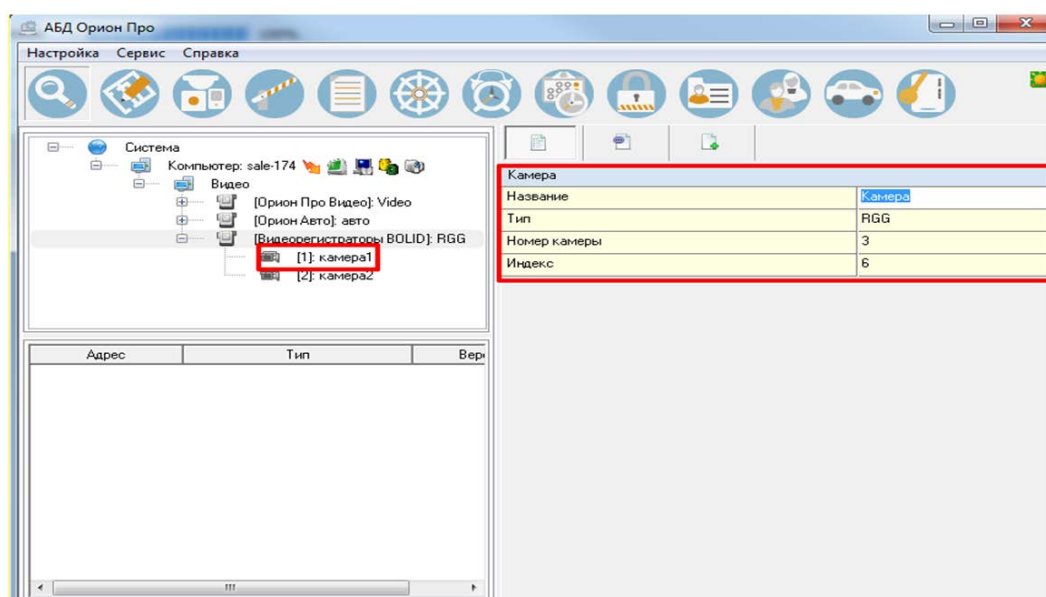 АБД Орион Про
Настройка Сервис Справка
Система
Компьютер: sale-174
Видео
[Орион Про Видео]: Video
[Орион Авто]: авто
[Видеорегистраторы BOLID]: RGG
[1]: камера1
[2]: камера2
Адрес Тип Верс
Камера
Название Камера
Тип RGG
Номер камеры 3
Индекс 6